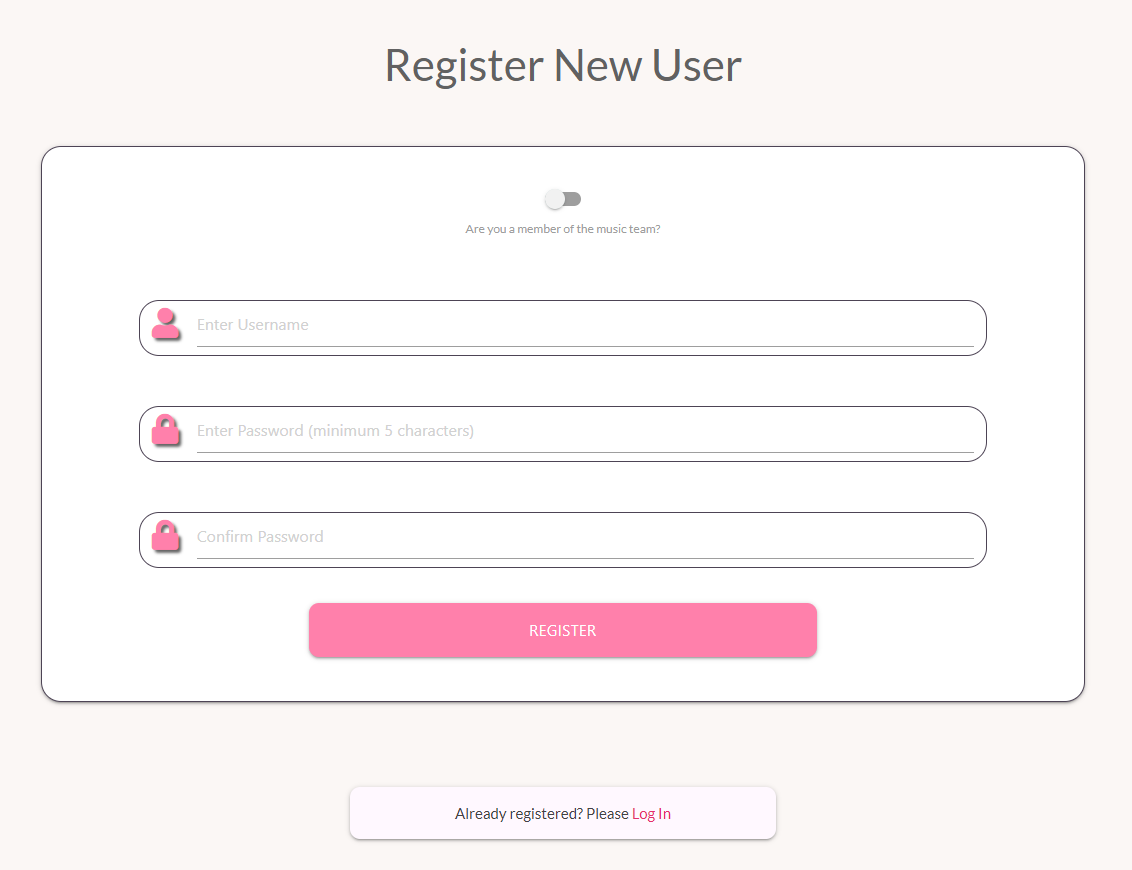 Register New User
Are you a member of the music team?
Enter Username
Enter Password (minimum 5 characters)
Confirm Password
REGISTER
Already registered? Please Log In